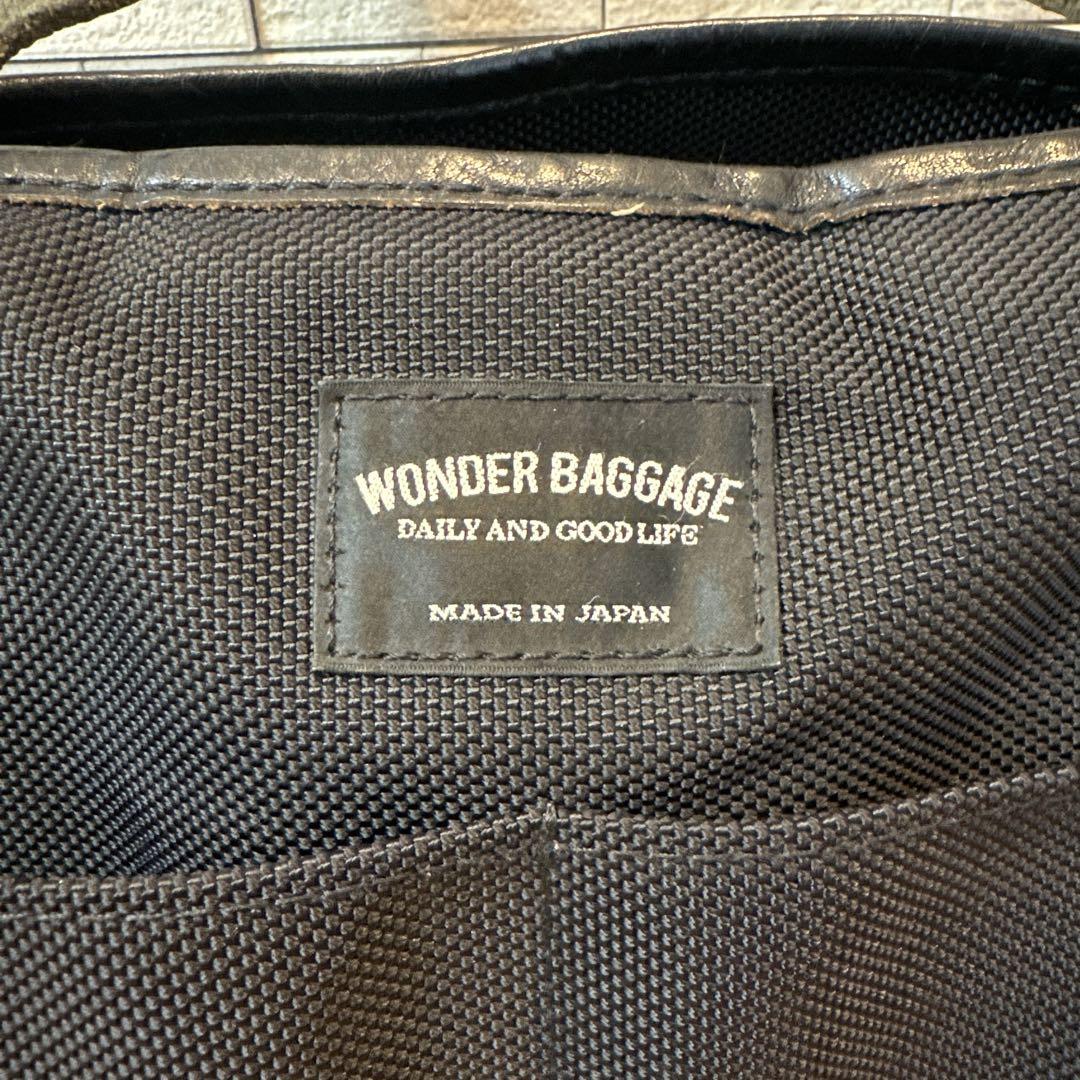 WONDER BAGGAGE
DAILY AND GOOD LIFE
MADE IN JAPAN